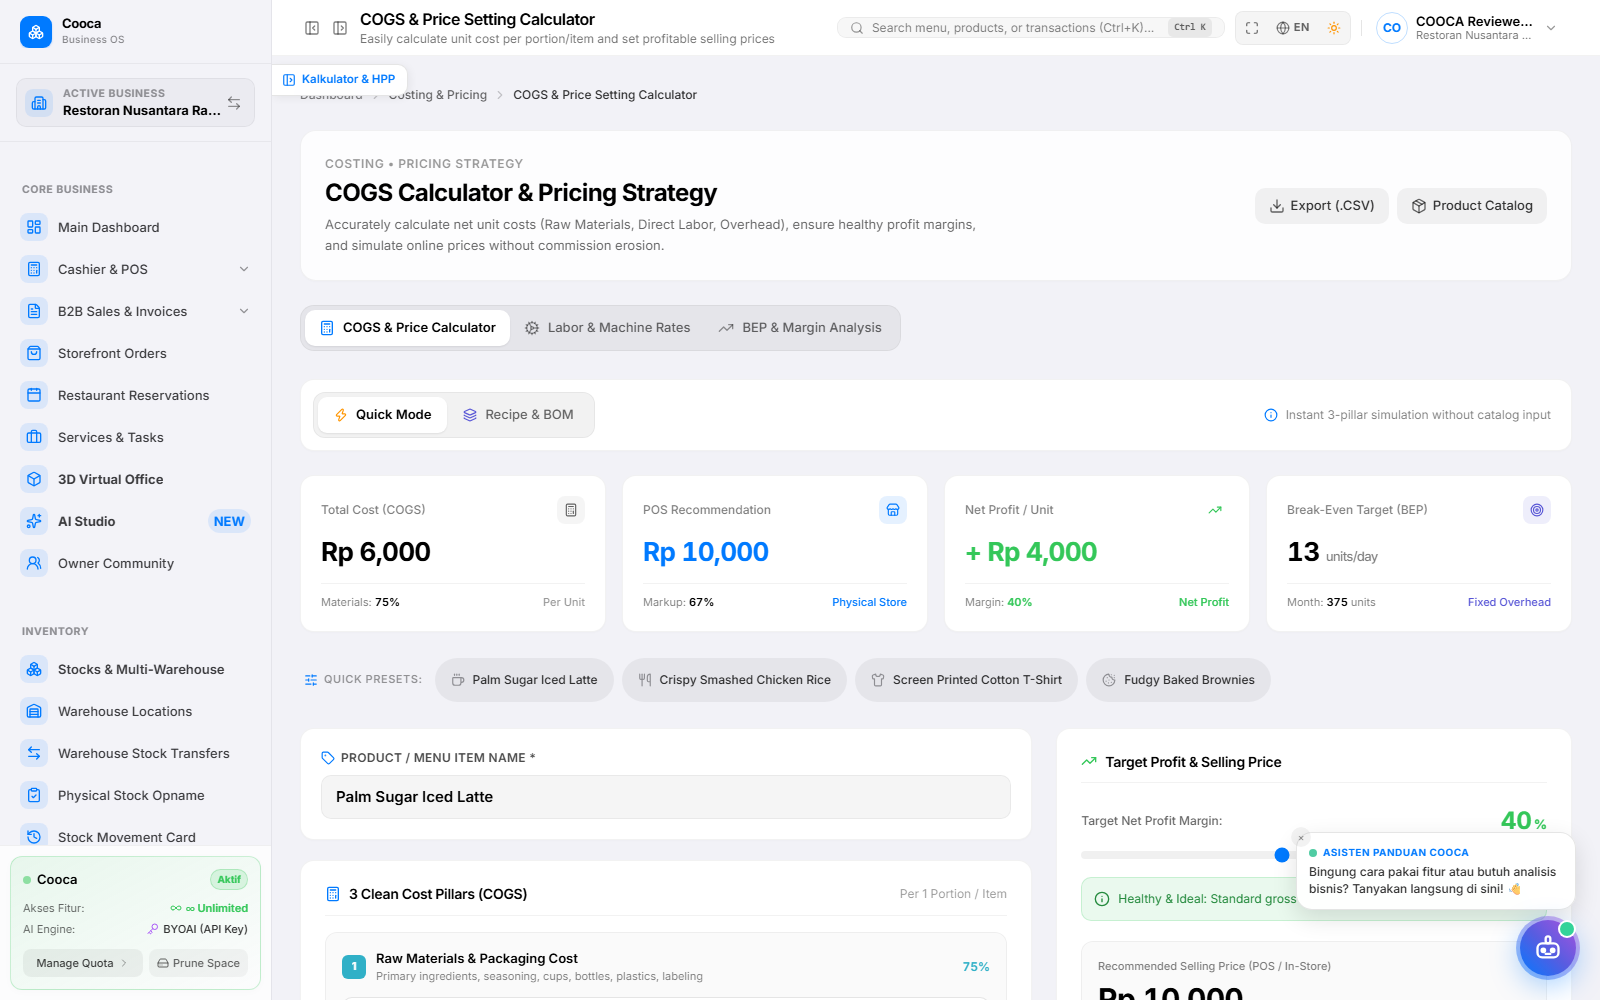 Cooca
Business OS
ACTIVE BUSINESS
Restoran Nusantara Ra...
CORE BUSINESS
Main Dashboard
Cashier & POS
B2B Sales & Invoices
Storefront Orders
Restaurant Reservations
Services & Tasks
3D Virtual Office
AI Studio NEW
Owner Community
INVENTORY
Stocks & Multi-Warehouse
Warehouse Locations
Warehouse Stock Transfers
Physical Stock Opname
Stock Movement Card
Cooca Aktif
Akses Fitur: ∞ Unlimited
AI Engine: BYOAI (API Key)
Manage Quota
Prune Space
COGS & Price Setting Calculator
Easily calculate unit cost per portion/item and set profitable selling prices
Search menu, products, or transactions (Ctrl+K)... Ctrl K
EN
CO
COOCA Reviewe...
Restoran Nusantara ...
Kalkulator & HPP
Dashboard > Costing & Pricing > COGS & Price Setting Calculator
COSTING • PRICING STRATEGY
COGS Calculator & Pricing Strategy
Accurately calculate net unit costs (Raw Materials, Direct Labor, Overhead), ensure healthy profit margins,
and simulate online prices without commission erosion.
Export (.CSV)
Product Catalog
COGS & Price Calculator
Labor & Machine Rates
BEP & Margin Analysis
Quick Mode
Recipe & BOM
Instant 3-pillar simulation without catalog input
Total Cost (COGS)
Rp 6,000
Materials: 75% Per Unit
POS Recommendation
Rp 10,000
Markup: 67% Physical Store
Net Profit / Unit
+ Rp 4,000
Margin: 40% Net Profit
Break-Even Target (BEP)
13 units/day
Month: 375 units Fixed Overhead
QUICK PRESETS:
Palm Sugar Iced Latte
Crispy Smashed Chicken Rice
Screen Printed Cotton T-Shirt
Fudgy Baked Brownies
PRODUCT / MENU ITEM NAME *
Palm Sugar Iced Latte
3 Clean Cost Pillars (COGS) Per 1 Portion / Item
1 Raw Materials & Packaging Cost
Primary ingredients, seasoning, cups, bottles, plastics, labeling
75%
Target Profit & Selling Price
Target Net Profit Margin: 40%
Healthy & Ideal: Standard gross
Recommended Selling Price (POS / In-Store)
Rp 10,000
ASISTEN PANDUAN COOCA
Bingung cara pakai fitur atau butuh analisis
bisnis? Tanyakan langsung di sini! 👋